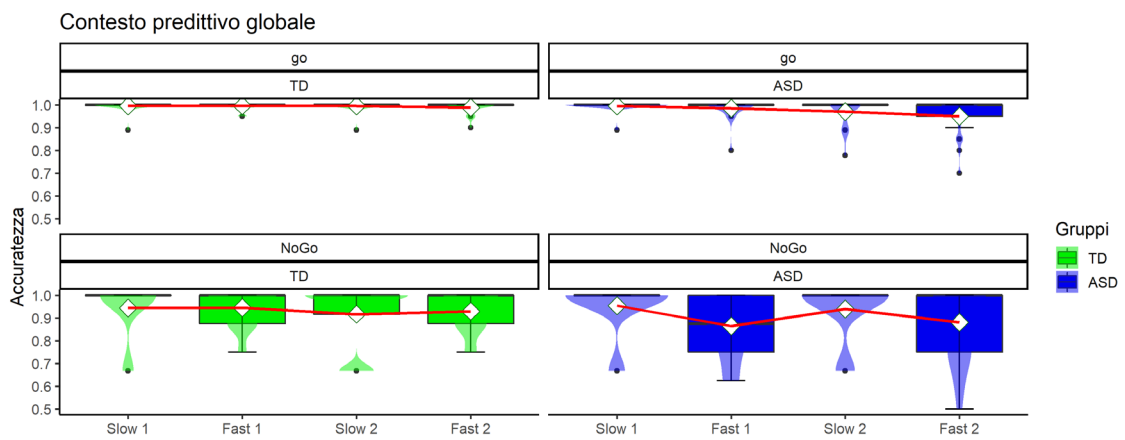 Contesto predittivo globale
go
go
TD
ASD
1.0
0.9
0.8
0.7
0.6
0.5
NoGo
NoGo
TD
ASD
1.0
0.9
0.8
0.7
0.6
0.5
Slow 1 Fast 1 Slow 2 Fast 2
Slow 1 Fast 1 Slow 2 Fast 2
Accuratezza
Gruppi
TD
ASD